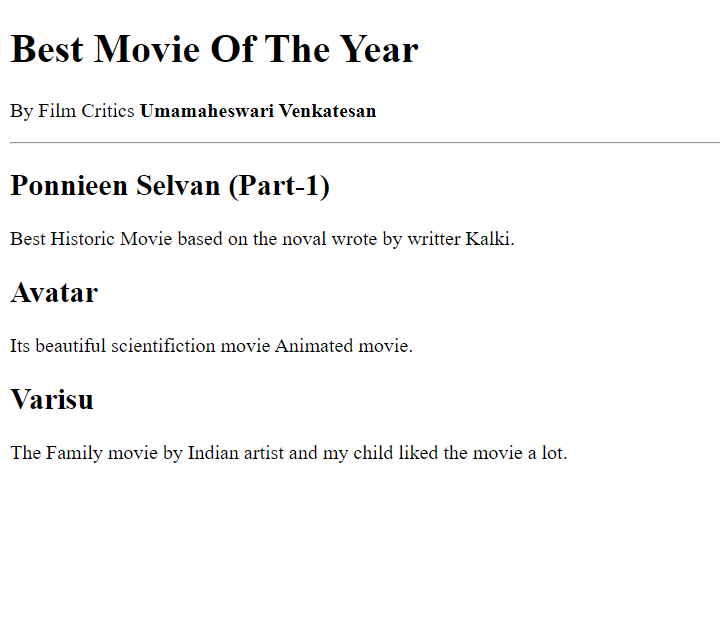 Best Movie Of The Year
By Film Critics Umamaheswari Venkatesan
Ponnieen Selvan (Part-1)
Best Historic Movie based on the noval wrote by writter Kalki.
Avatar
Its beautiful scientifiction movie Animated movie.
Varisu
The Family movie by Indian artist and my child liked the movie a lot.